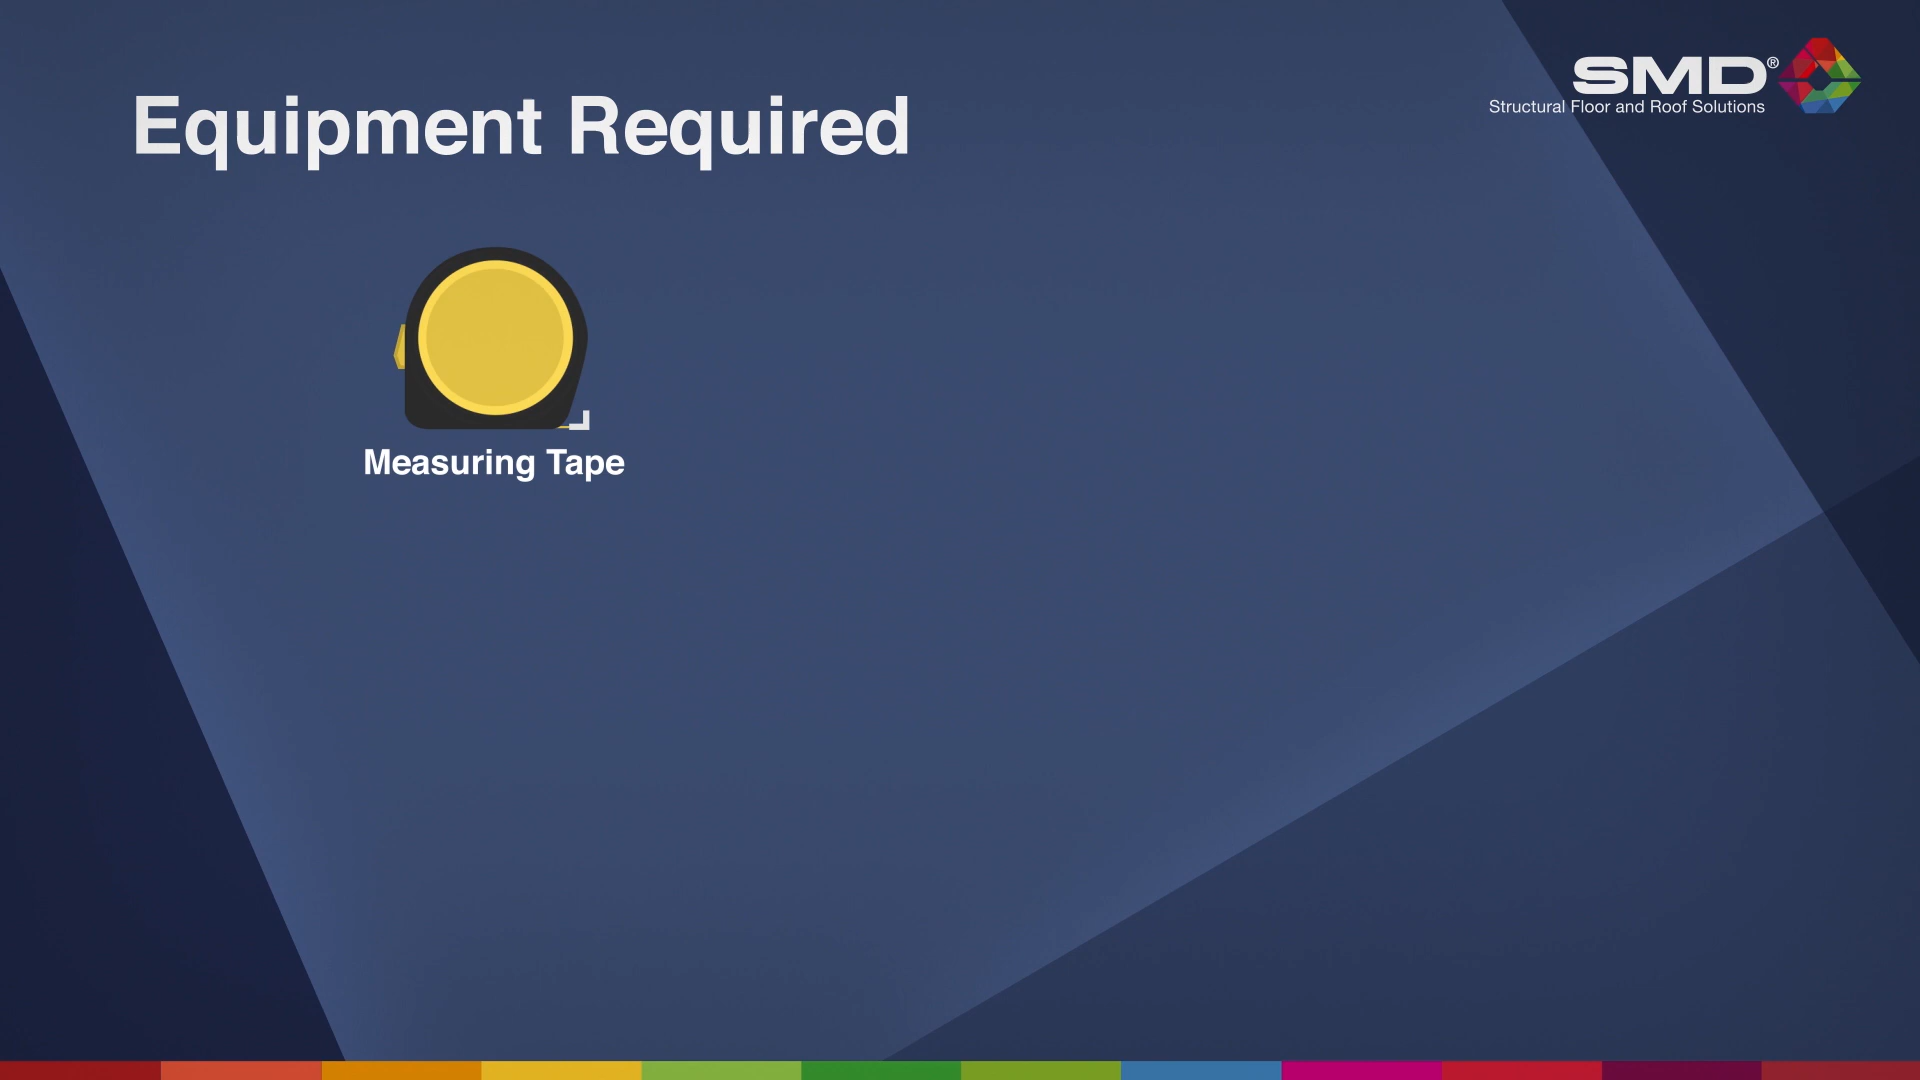 Equipment Required
SMD®
Structural Floor and Roof Solutions
Measuring Tape